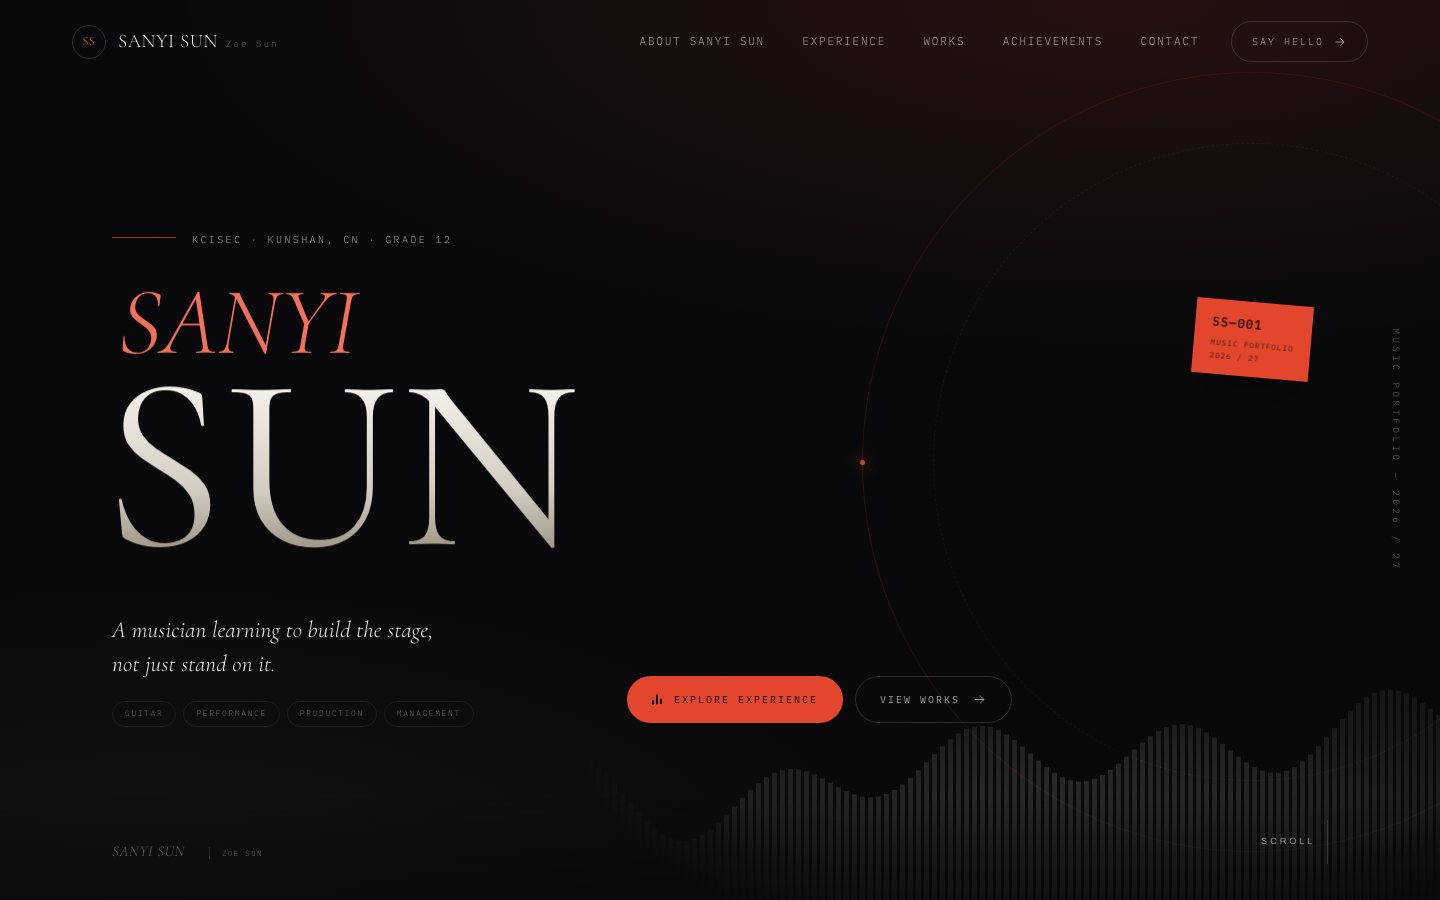 SS
SANYI SUN Zoe Sun
ABOUT SANYI SUN
EXPERIENCE
WORKS
ACHIEVEMENTS
CONTACT
SAY HELLO →
KCISEC · KUNSHAN, CN · GRADE 12
SANYI
SUN
SS—001
MUSIC PORTFOLIO
2026 / 27
MUSIC PORTFOLIO — 2026 / 27
A musician learning to build the stage,
not just stand on it.
GUITAR
PERFORMANCE
PRODUCTION
MANAGEMENT
EXPLORE EXPERIENCE
VIEW WORKS →
SCROLL
SANYI SUN | ZOE SUN